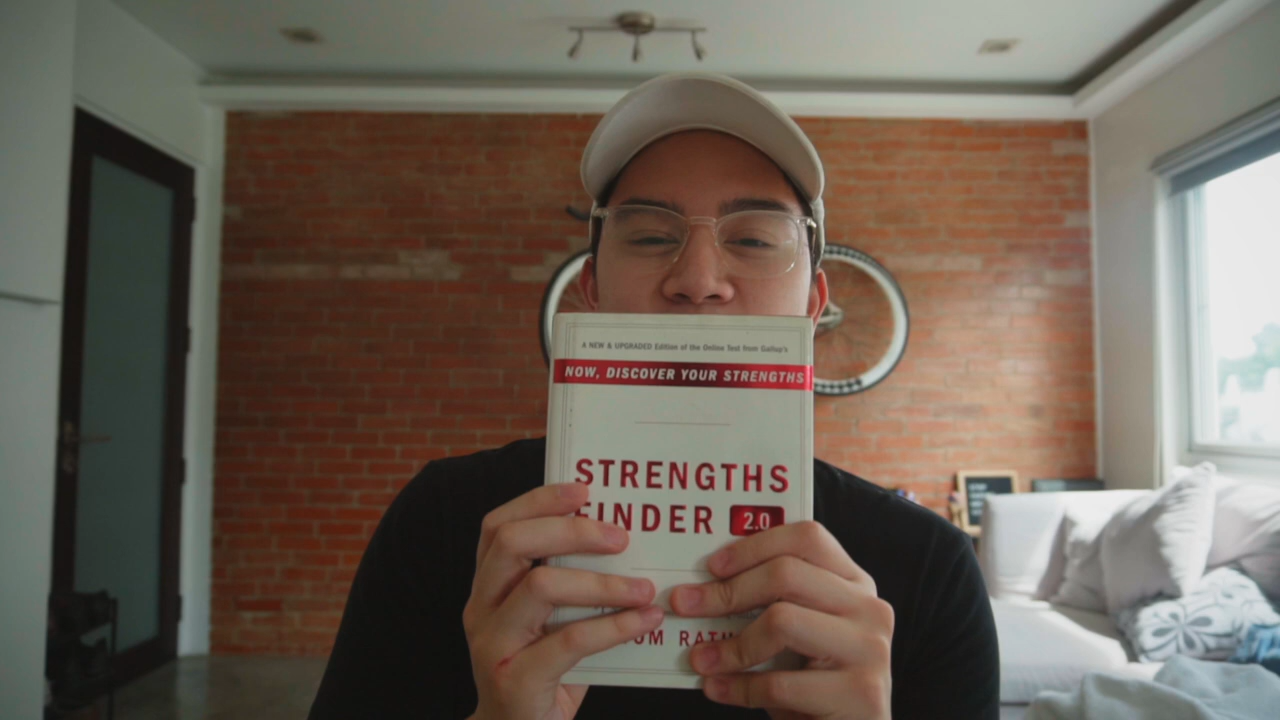 A NEW & UPGRADED Edition of the Online Test from Gallup's
NOW, DISCOVER YOUR STRENGTHS
STRENGTHS
FINDER 2.0